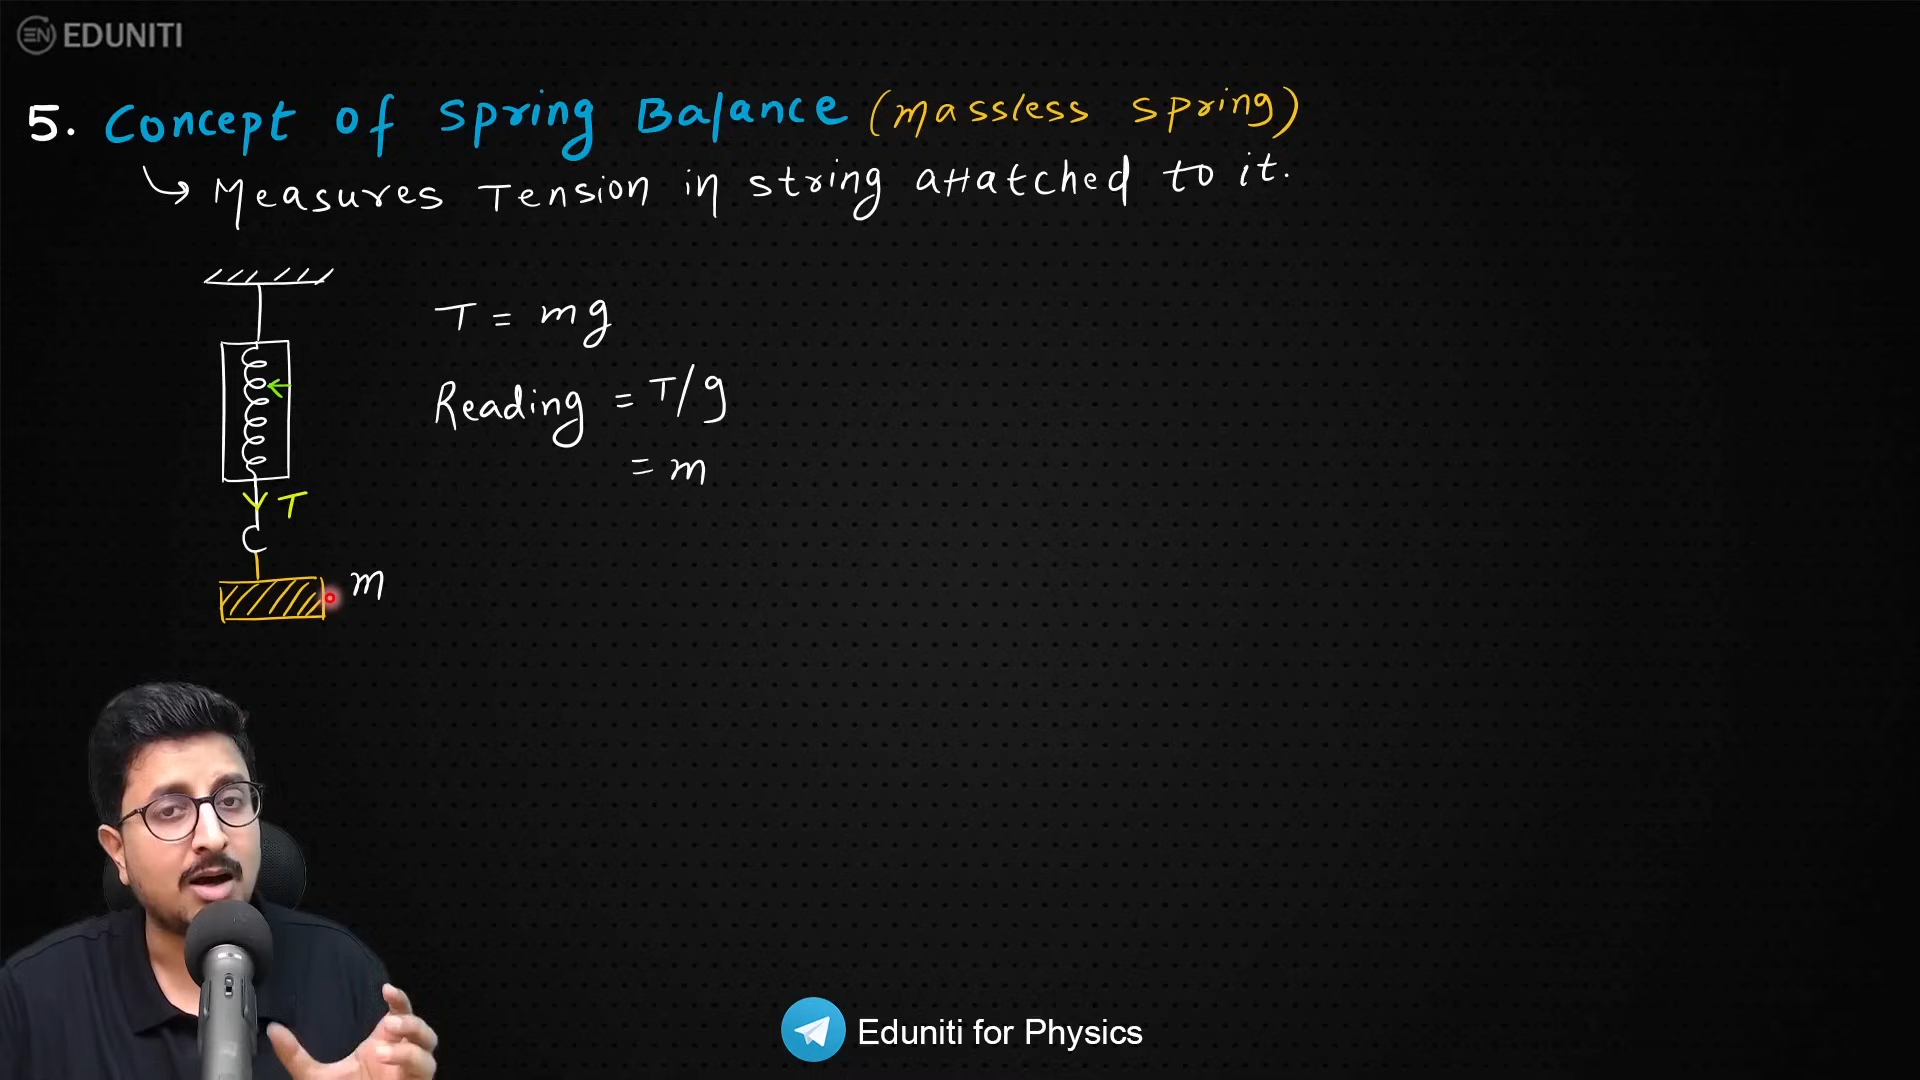 EN EDUNITI
5. Concept of Spring Balance (massless spring)
↳ Measures Tension in string attatched to it.
T = mg
Reading = T/g
= m
T
m
Eduniti for Physics